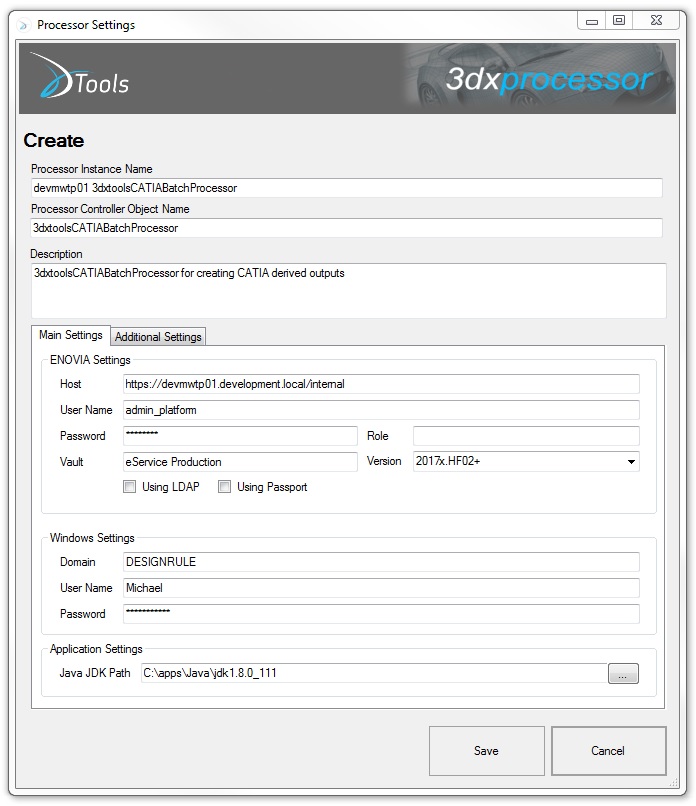 Processor Settings
Tools
3dxprocessor
Create
Processor Instance Name
devmwtp01 3dxtoolsCATIABatchProcessor
Processor Controller Object Name
3dxtoolsCATIABatchProcessor
Description
3dxtoolsCATIABatchProcessor for creating CATIA derived outputs
Main Settings Additional Settings
ENOVIA Settings
Host https://devmwtp01.development.local/internal
User Name admin_platform
Password ******** Role
Vault eService Production Version 2017x.HF02+
Using LDAP Using Passport
Windows Settings
Domain DESIGNRULE
User Name Michael
Password ***********
Application Settings
Java JDK Path C:\apps\Java\jdk1.8.0_111 ...
Save Cancel